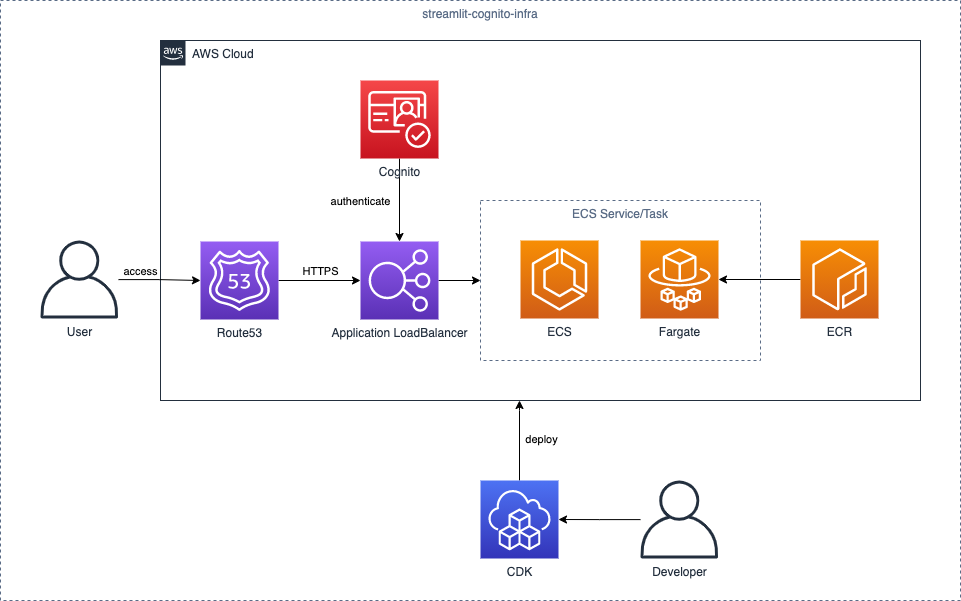 streamlit-cognito-infra
aws
AWS Cloud
Cognito
authenticate
ECS Service/Task
access
HTTPS
53
User
Route53
Application LoadBalancer
ECS
Fargate
ECR
deploy
CDK
Developer